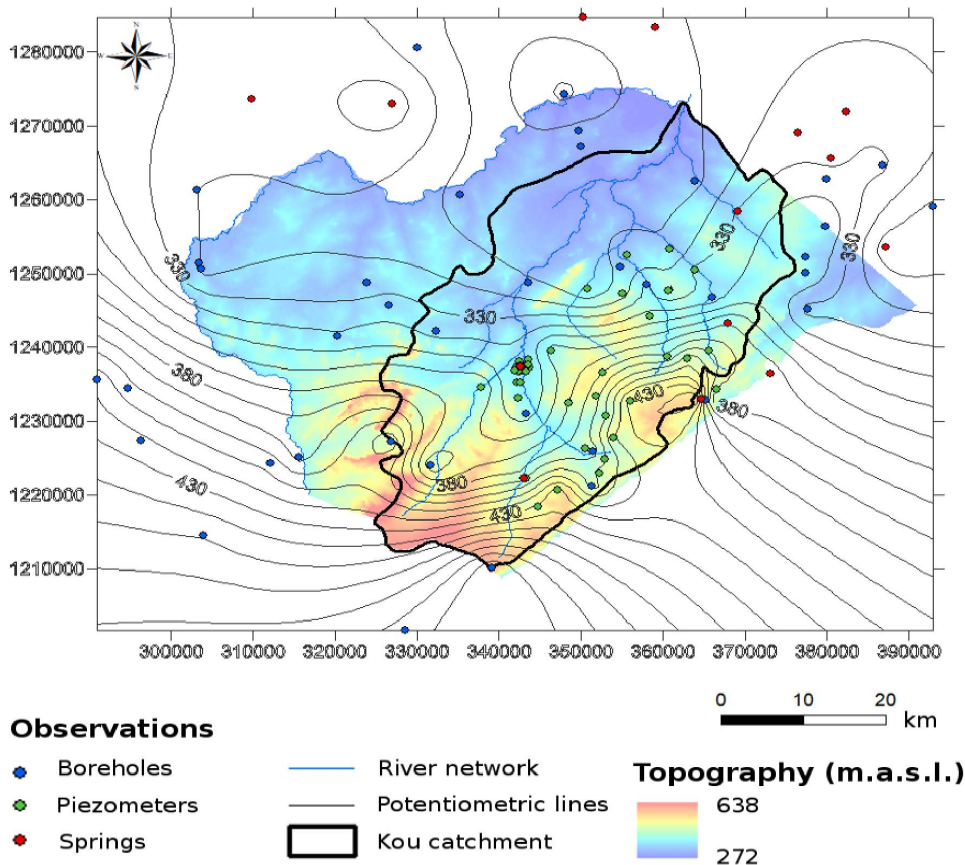 N
W E
S
1280000
1270000
1260000
1250000
1240000
1230000
1220000
1210000
330
330
330
330
380
430
380
430
380
430
300000 310000 320000 330000 340000 350000 360000 370000 380000 390000
0 10 20
km
Observations
Boreholes
Piezometers
Springs
River network
Potentiometric lines
Kou catchment
Topography (m.a.s.l.)
638
272